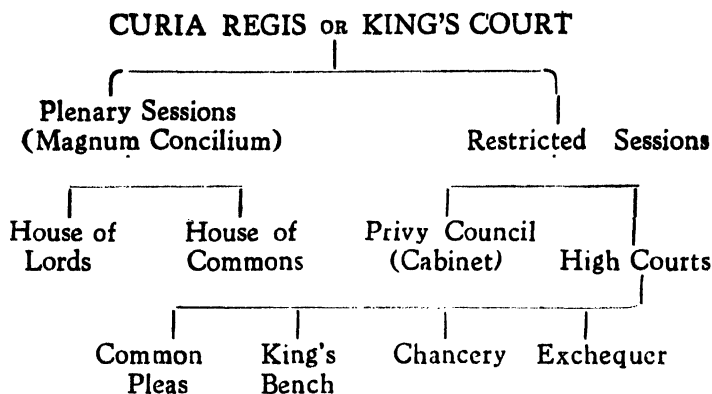 CURIA REGIS OR KING'S COURT
Plenary Sessions
(Magnum Concilium)
Restricted Sessions
House of
Lords
House of
Commons
Privy Council
(Cabinet)
High Courts
Common
Pleas
King's
Bench
Chancery
Exchequer